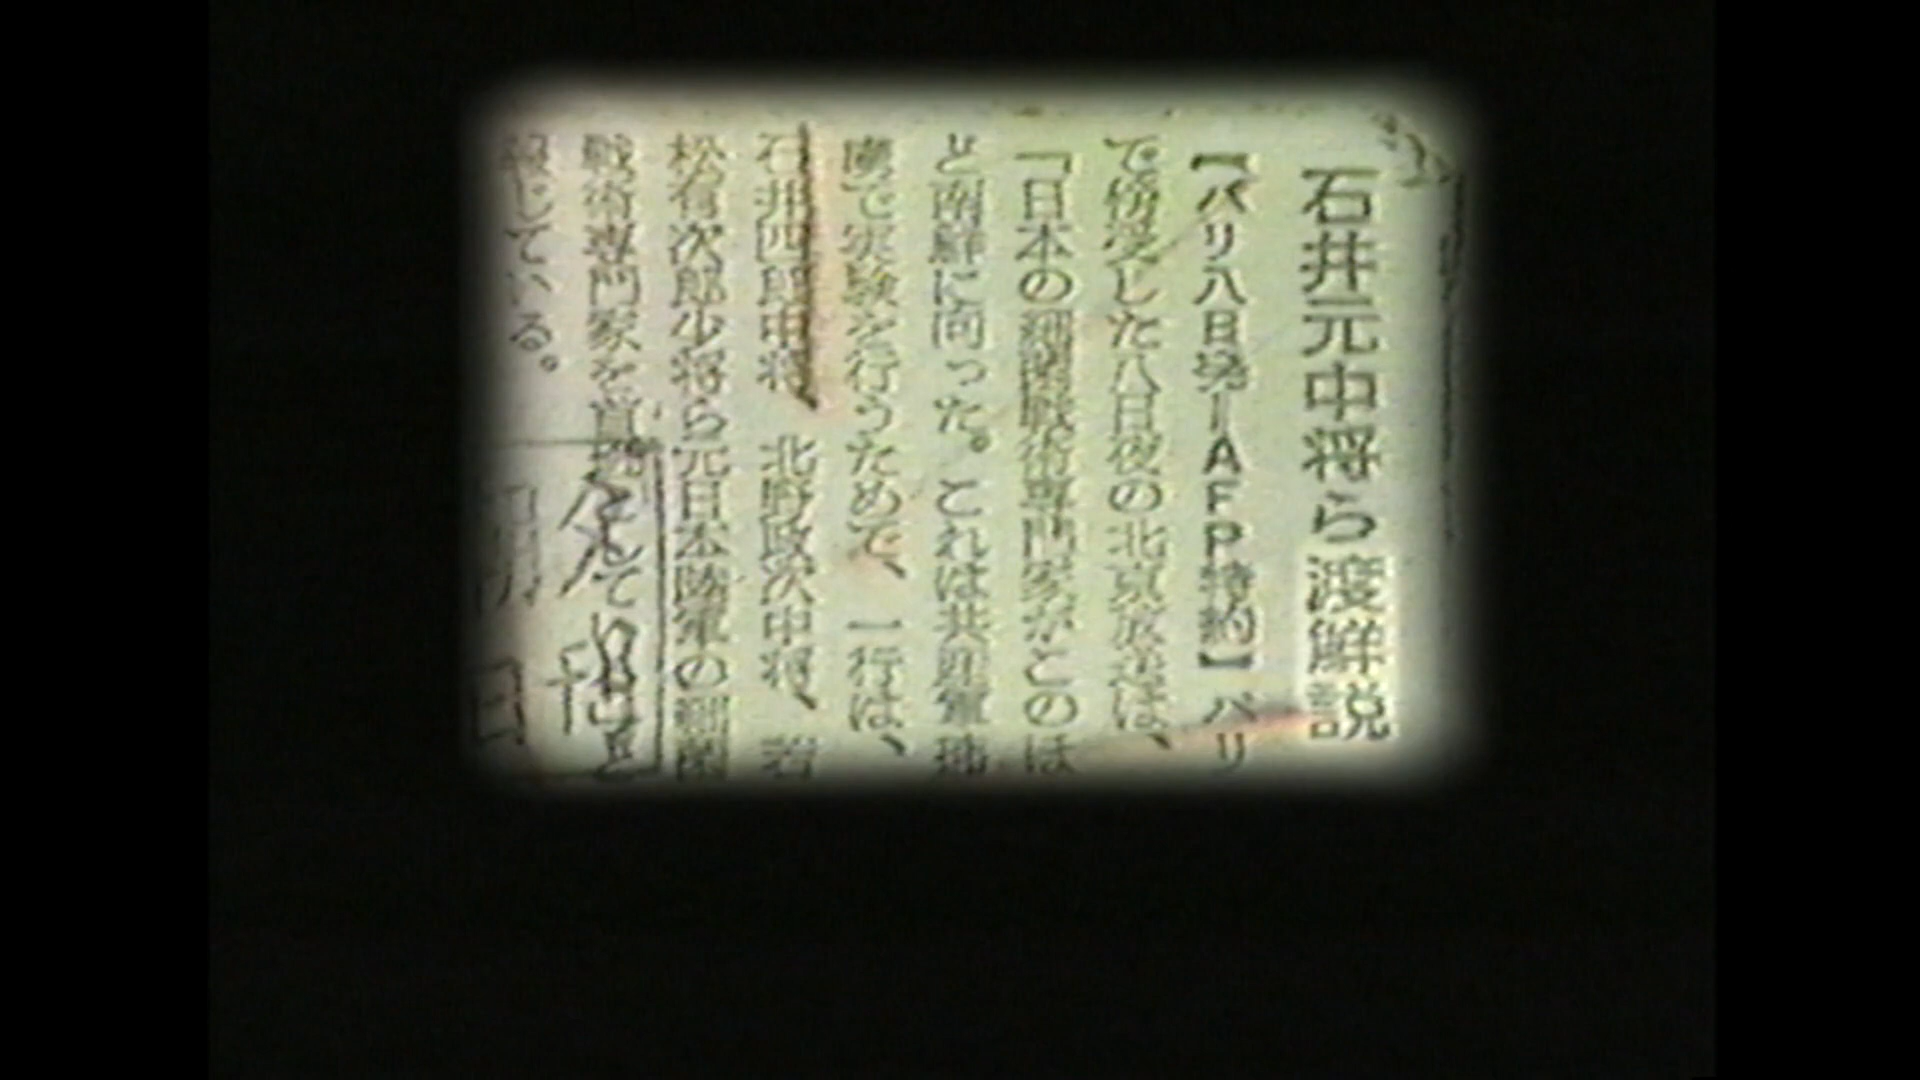 石井元中将ら渡鮮説
【パリ八日発―AFP特約】パリ
で傍受した八日夜の北京放送は、
「日本の細菌戦術専門家がこのほ
ど南鮮に向った。これは共産軍捕
虜で実験を行うためで、一行は、
石井四郎中将、北野政次中将、若
松有次郎少将ら元日本陸軍の細菌
戦術専門家を
報じている。